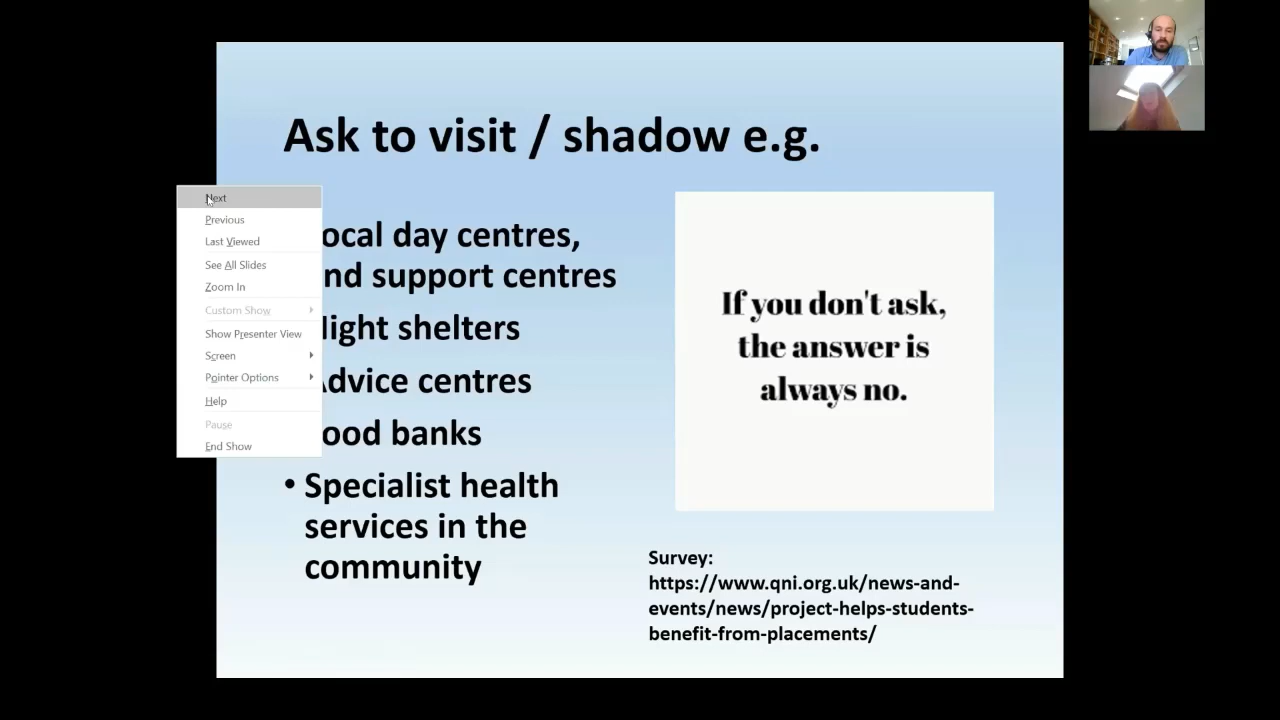 Ask to visit / shadow e.g.
Next
Previous
Last Viewed
See All Slides
Zoom In
Custom Show
Show Presenter View
Screen
Pointer Options
Help
Pause
End Show
ocal day centres,
nd support centres
ight shelters
dvice centres
ood banks
• Specialist health
services in the
community
If you don't ask,
the answer is
always no.
Survey:
https://www.qni.org.uk/news-and-
events/news/project-helps-students-
benefit-from-placements/